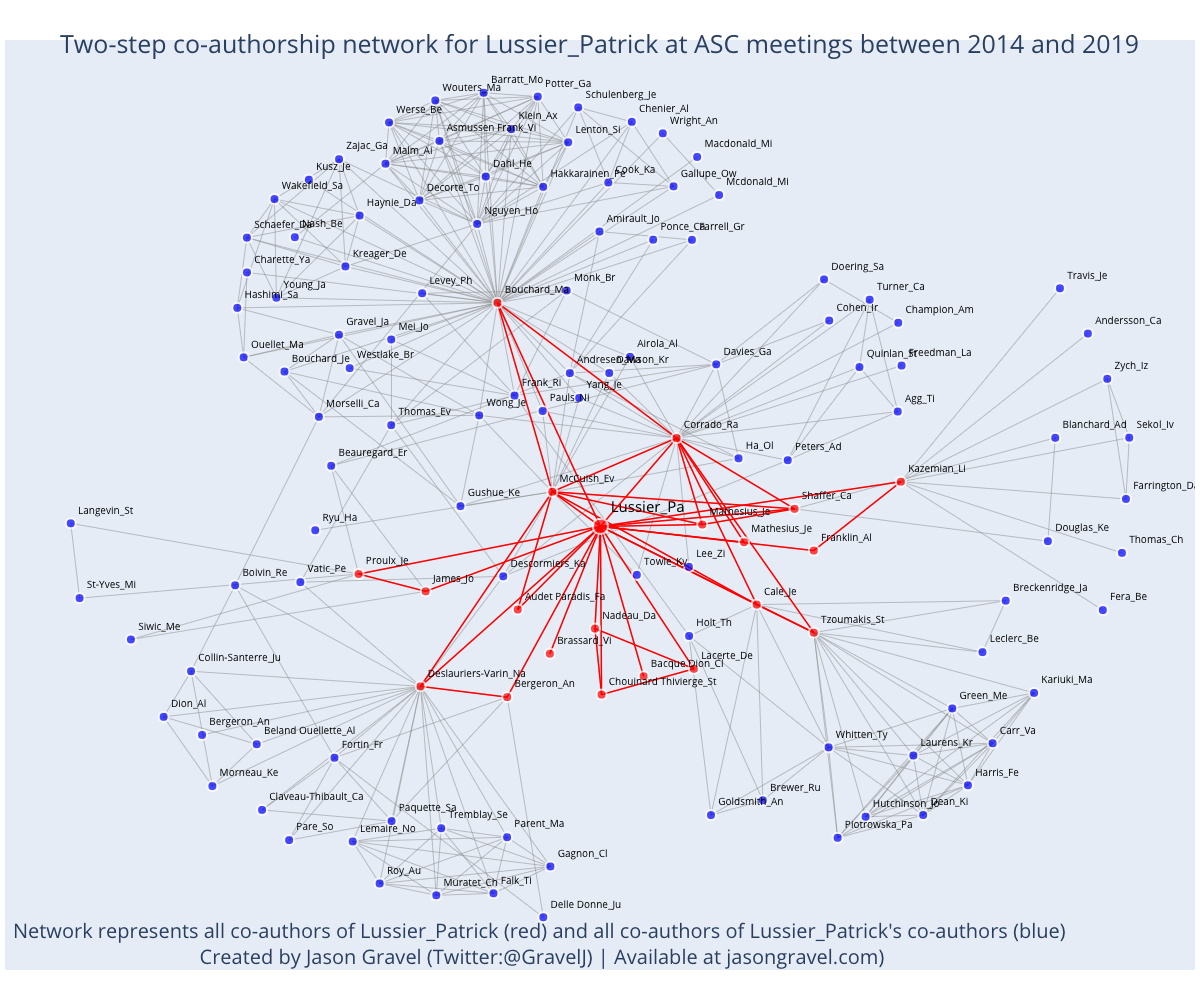 Two-step co-authorship network for Lussier_Patrick at ASC meetings between 2014 and 2019
Barratt_Mo
Wouters_Ma
Potter_Ga
Schulenberg_Je
Werse_Be
Klein_Ax
Chenier_Al
Asmussen Frank_Vi
Lenton_Si
Wright_An
Zajac_Ga
Malm_Ai
Macdonald_Mi
Kusz_Je
Dahl_He
Hakkarainen_Pe
Cook_Ka
Gallupe_Ow
Wakefield_Sa
Decorte_To
Mcdonald_Mi
Haynie_Da
Nguyen_Ho
Amirault_Jo
Schaefer_Da
Nash_Be
Ponce_Ca
Farrell_Gr
Charette_Ya
Kreager_De
Doering_Sa
Young_Ja
Levey_Ph
Monk_Br
Travis_Je
Hashimi_Sa
Bouchard_Ma
Turner_Ca
Cohen_Ir
Champion_Am
Gravel_Ja
Mei_Jo
Andersson_Ca
Ouellet_Ma
Airola_Al
Bouchard_Je
Westlake_Br
Andresen_Ma
Dawson_Kr
Davies_Ga
Quinlan_St
Freedman_La
Zych_Iz
Frank_Ri
Yang_Je
Morselli_Ca
Thomas_Ev
Wong_Je
Pauls_Ni
Agg_Ti
Corrado_Ra
Blanchard_Ad
Sekol_Iv
Beauregard_Er
Ha_Ol
Peters_Ad
Kazemian_Li
McCuish_Ev
Gushue_Ke
Shaffer_Ca
Farrington_Da
Langevin_St
Lussier_Pa
Mathesius_Je
Ryu_Ha
Mathesius_Je
Franklin_Al
Douglas_Ke
Thomas_Ch
Proulx_Je
Descormiers_Ka
Towle_Ky
Lee_Zi
St-Yves_Mi
Boivin_Re
Vatic_Pe
James_Jo
Cale_Je
Breckenridge_Ja
Fera_Be
Audet Paradis_Fa
Siwic_Me
Nadeau_Da
Holt_Th
Tzoumakis_St
Brassard_Vi
Leclerc_Be
Collin-Santerre_Ju
Lacerte_De
Deslauriers-Varin_Na
Bergeron_An
Bacque Dion_Cl
Chouinard Thivierge_St
Kariuki_Ma
Dion_Al
Green_Me
Bergeron_An
Beland Ouellette_Al
Whitten_Ty
Laurens_Kr
Carr_Va
Fortin_Fr
Morneau_Ke
Harris_Fe
Claveau-Thibault_Ca
Paquette_Sa
Goldsmith_An
Brewer_Ru
Hutchinson_Jo
Dean_Ki
Pare_So
Lemaire_No
Tremblay_Se
Parent_Ma
Piotrowska_Pa
Gagnon_Cl
Roy_Au
Muratet_Ch
Falk_Ti
Delle Donne_Ju
Network represents all co-authors of Lussier_Patrick (red) and all co-authors of Lussier_Patrick's co-authors (blue)
Created by Jason Gravel (Twitter:@GravelJ) | Available at jasongravel.com)